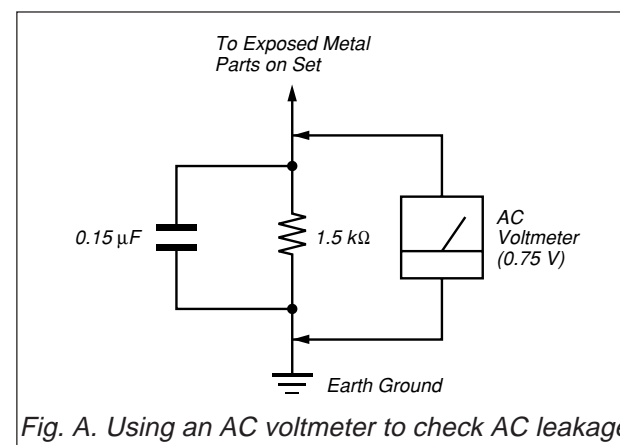 To Exposed Metal
Parts on Set
0.15 µF
1.5 kΩ
AC
Voltmeter
(0.75 V)
Earth Ground
Fig. A. Using an AC voltmeter to check AC leakage